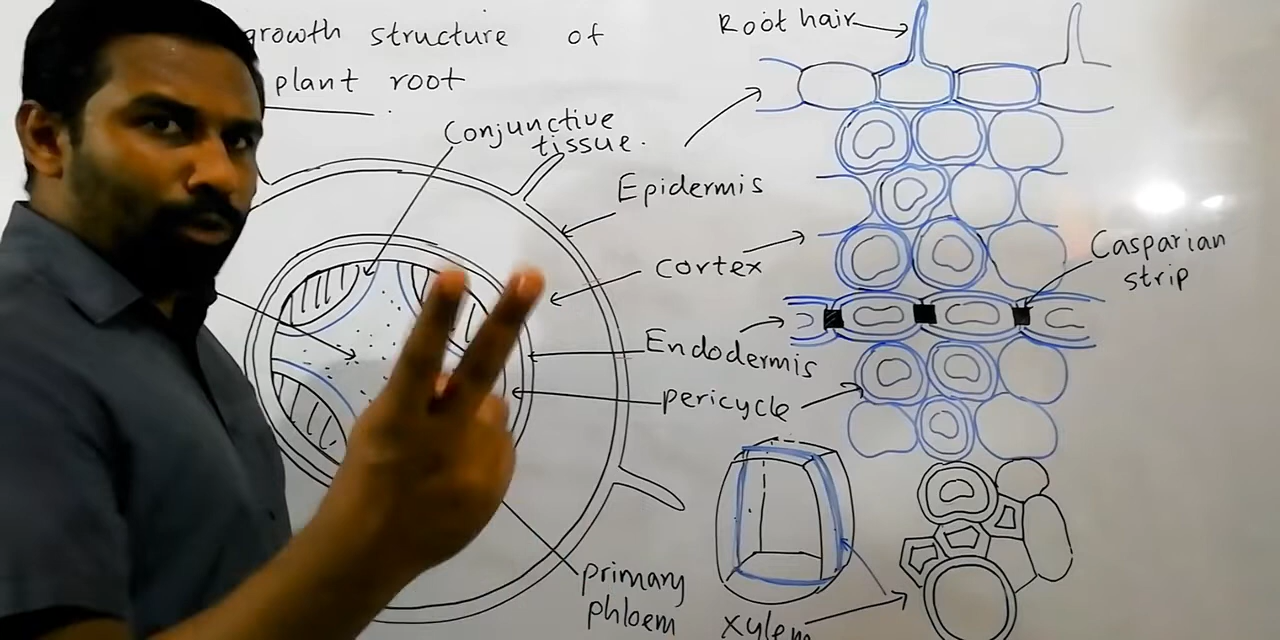 growth structure of
plant root
Conjunctive
tissue.
Root hair
Epidermis
Cortex
Casparian
strip
Endodermis
pericycle
primary
phloem
xylem